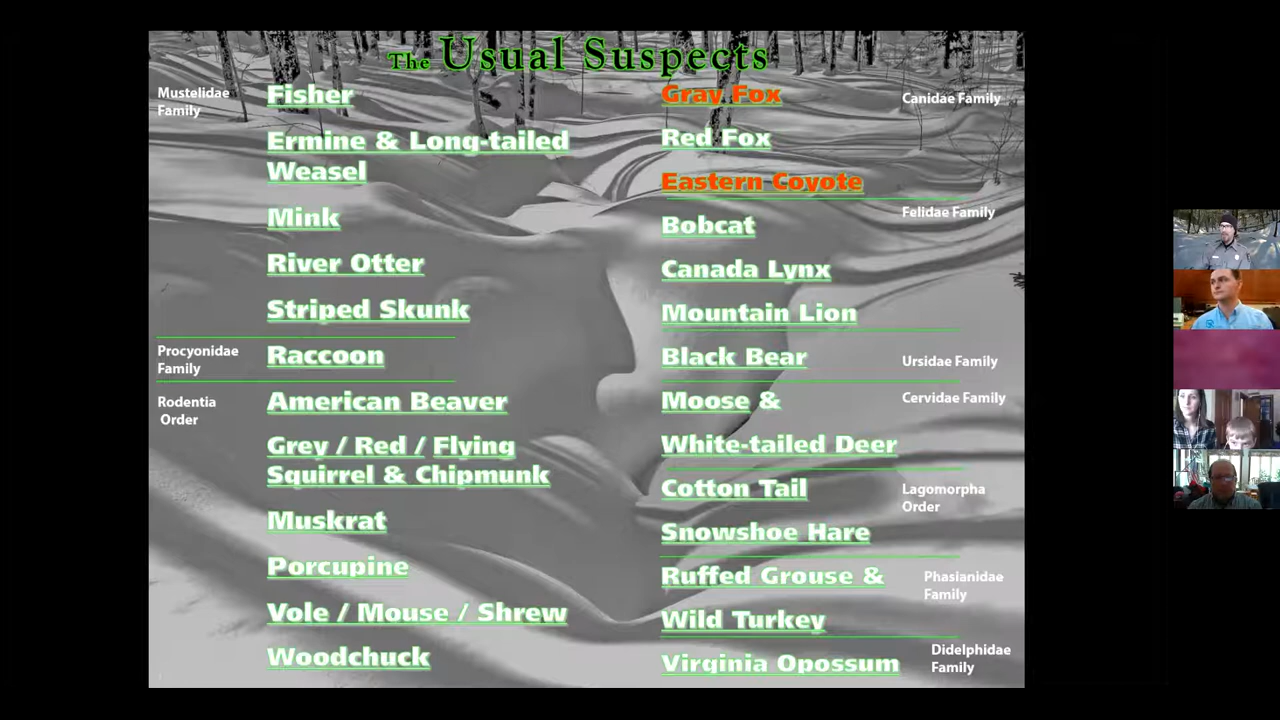 The Usual Suspects
Mustelidae
Family
Fisher
Ermine & Long-tailed
Weasel
Mink
River Otter
Striped Skunk
Procyonidae
Family
Raccoon
Rodentia
Order
American Beaver
Grey / Red / Flying
Squirrel & Chipmunk
Muskrat
Porcupine
Vole / Mouse / Shrew
Woodchuck
Gray Fox
Canidae Family
Red Fox
Eastern Coyote
Felidae Family
Bobcat
Canada Lynx
Mountain Lion
Black Bear
Ursidae Family
Moose &
Cervidae Family
White-tailed Deer
Cotton Tail
Lagomorpha
Order
Snowshoe Hare
Ruffed Grouse &
Phasianidae
Family
Wild Turkey
Virginia Opossum
Didelphidae
Family